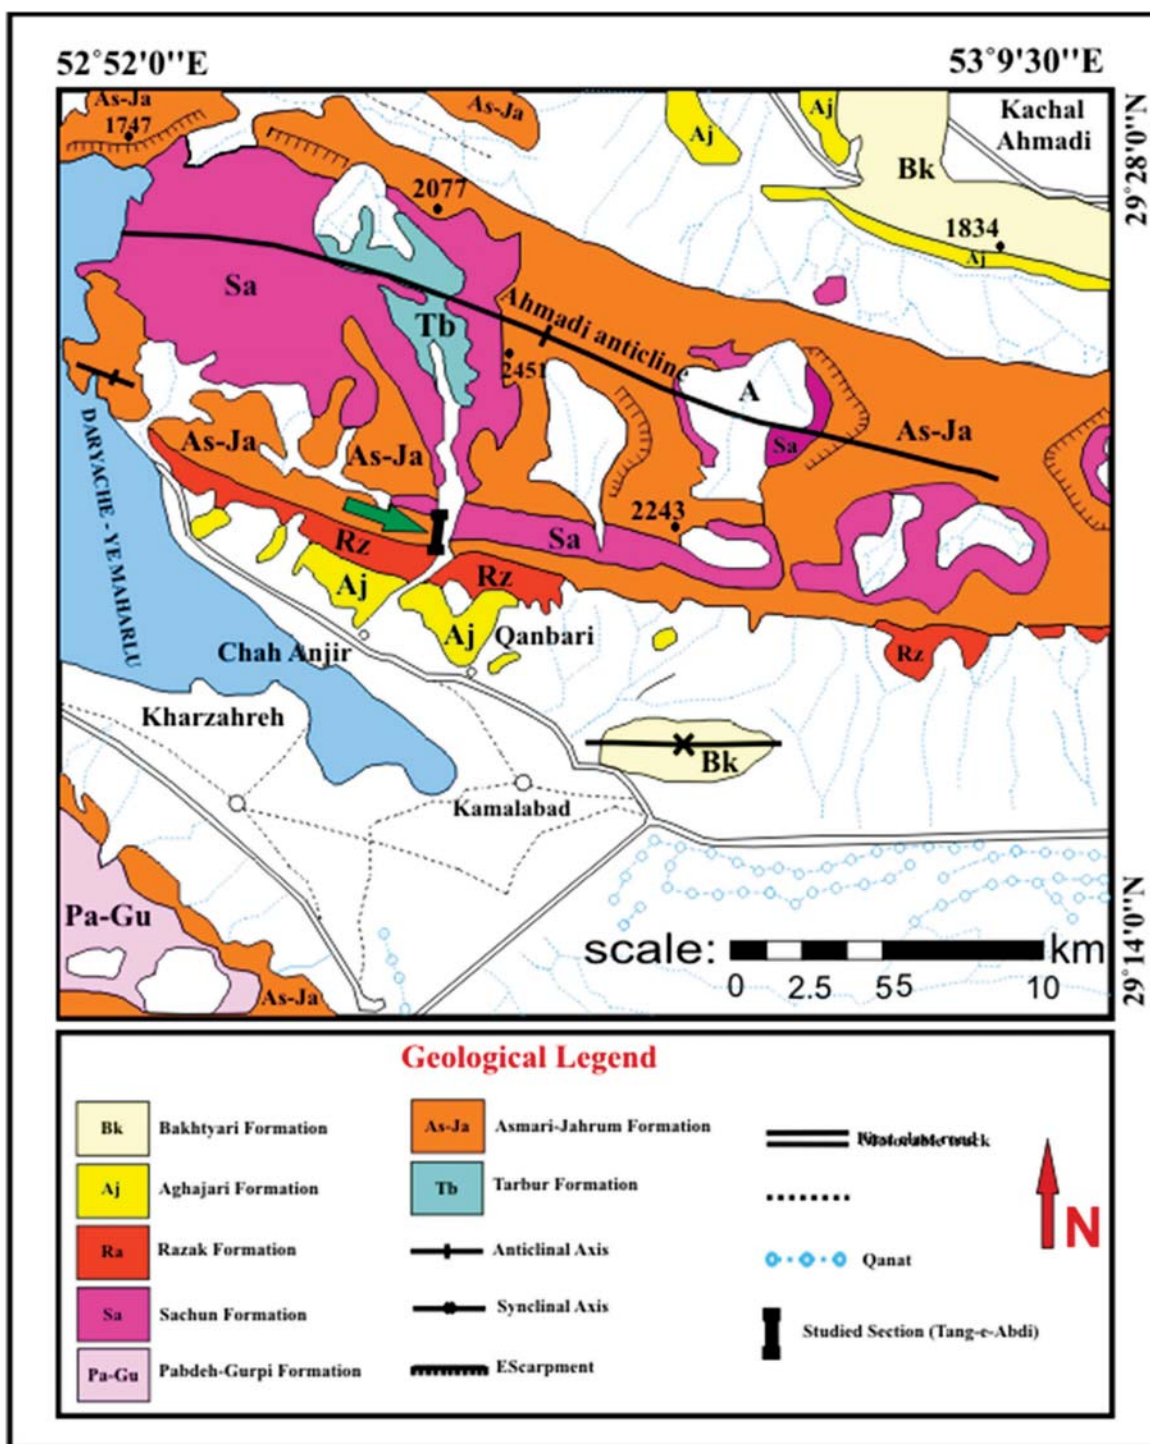 52°52'0''E
53°9'30''E
29°28'0''N
29°14'0''N
As-Ja
1747
As-Ja
Aj
Aj
Kachal
Ahmadi
Bk
2077
1834
Aj
Sa
Tb
Ahmadi anticline
2451
A
As-Ja
As-Ja
As-Ja
Sa
2243
Sa
DARYACHE-YEMAHARLU
Rz
Rz
Aj
Aj
Qanbari
Rz
Chah Anjir
Kharzahreh
Bk
Kamalabad
Pa-Gu
As-Ja
scale:
km
0 2.5 5 5 10
Geological Legend
Bk Bakhtyari Formation
Aj Aghajari Formation
Ra Razak Formation
Sa Sachun Formation
Pa-Gu Pabdeh-Gurpi Formation
As-Ja Asmari-Jahrum Formation
Tb Tarbur Formation
Anticlinal Axis
Synclinal Axis
EScarpment
Qanat
Studied Section (Tang-e-Abdi)
N